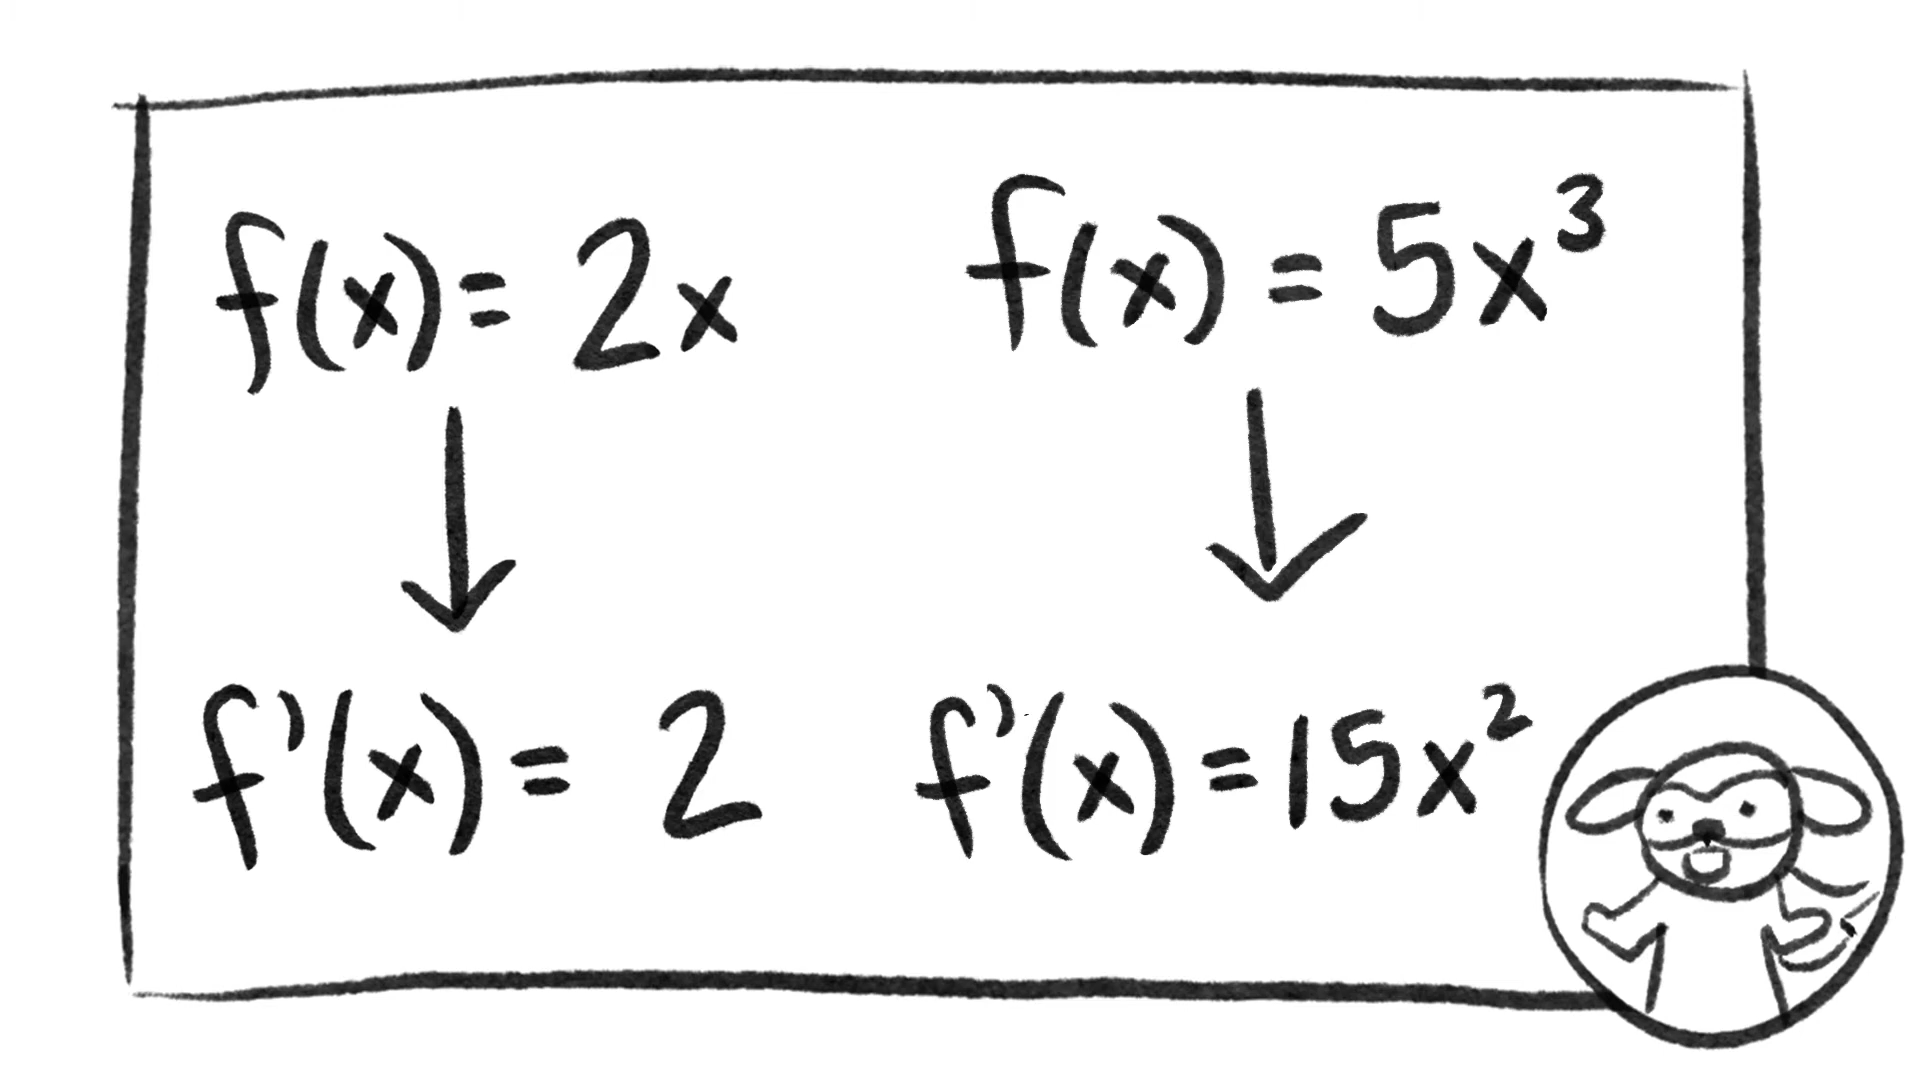 f(x) = 2x
f(x) = 5x³
f'(x) = 2
f'(x) = 15x²